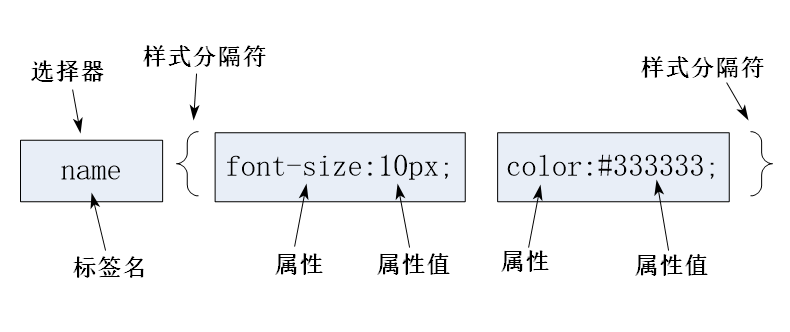 选择器
样式分隔符
样式分隔符
name
{
font-size:10px;
color:#333333;
}
标签名
属性
属性值
属性
属性值